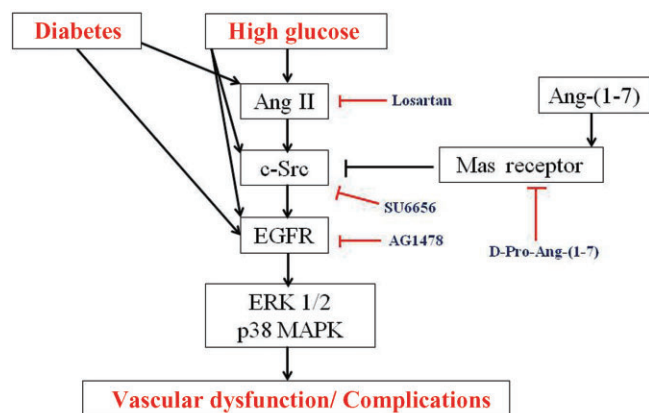 Diabetes
High glucose
Ang II
Losartan
Ang-(1-7)
c-Src
Mas receptor
SU6656
EGFR
AG1478
D-Pro-Ang-(1-7)
ERK 1/2
p38 MAPK
Vascular dysfunction/ Complications